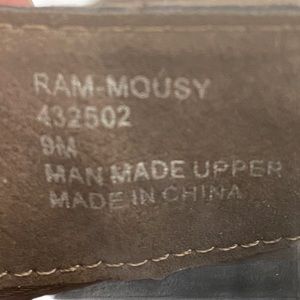 RAM-MOUSY
432502
9M
MAN MADE UPPER
MADE IN CHINA